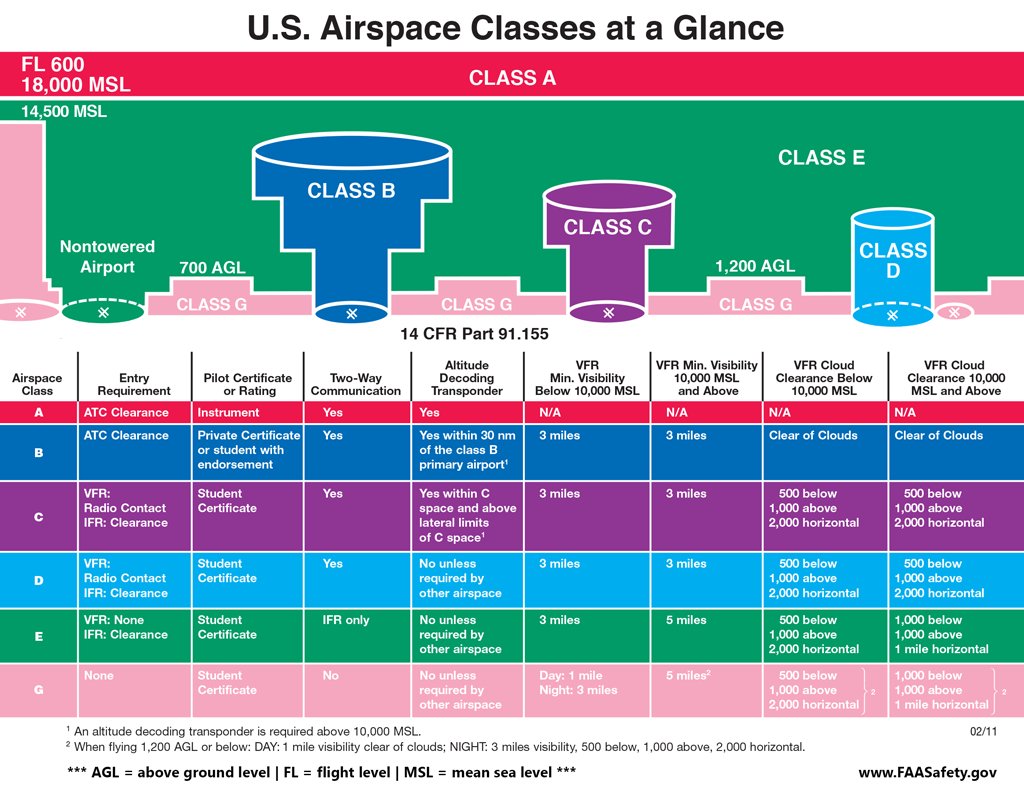 U.S. Airspace Classes at a Glance
FL 600
18,000 MSL
CLASS A
14,500 MSL
CLASS E
CLASS B
CLASS C
Nontowered
Airport
700 AGL
1,200 AGL
CLASS
D
CLASS G
CLASS G
CLASS G
14 CFR Part 91.155
Airspace
Class
Entry
Requirement
Pilot Certificate
or Rating
Two-Way
Communication
Altitude
Decoding
Transponder
VFR
Min. Visibility
Below 10,000 MSL
VFR Min. Visibility
10,000 MSL
and Above
VFR Cloud
Clearance Below
10,000 MSL
VFR Cloud
Clearance 10,000
MSL and Above
A
ATC Clearance
Instrument
Yes
Yes
N/A
N/A
N/A
N/A
B
ATC Clearance
Private Certificate
or student with
endorsement
Yes
Yes within 30 nm
of the class B
primary airport¹
3 miles
3 miles
Clear of Clouds
Clear of Clouds
C
VFR:
Radio Contact
IFR: Clearance
Student
Certificate
Yes
Yes within C
space and above
lateral limits
of C space¹
3 miles
3 miles
500 below
1,000 above
2,000 horizontal
500 below
1,000 above
2,000 horizontal
D
VFR:
Radio Contact
IFR: Clearance
Student
Certificate
Yes
No unless
required by
other airspace
3 miles
3 miles
500 below
1,000 above
2,000 horizontal
500 below
1,000 above
2,000 horizontal
E
VFR: None
IFR: Clearance
Student
Certificate
IFR only
No unless
required by
other airspace
3 miles
5 miles
500 below
1,000 above
2,000 horizontal
1,000 below
1,000 above
1 mile horizontal
G
None
Student
Certificate
No
No unless
required by
other airspace
Day: 1 mile
Night: 3 miles
5 miles²
500 below
1,000 above
2,000 horizontal
2
1,000 below
1,000 above
1 mile horizontal
2
¹ An altitude decoding transponder is required above 10,000 MSL.
02/11
² When flying 1,200 AGL or below: DAY: 1 mile visibility clear of clouds; NIGHT: 3 miles visibility, 500 below, 1,000 above, 2,000 horizontal.
*** AGL = above ground level | FL = flight level | MSL = mean sea level ***
www.FAASafety.gov